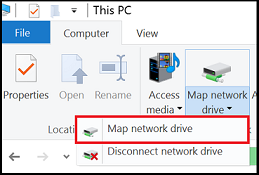 This PC
File
Computer
View
Properties
Open
Rename
Access
media
Map network
drive
Locatio
Map network drive
Disconnect network drive